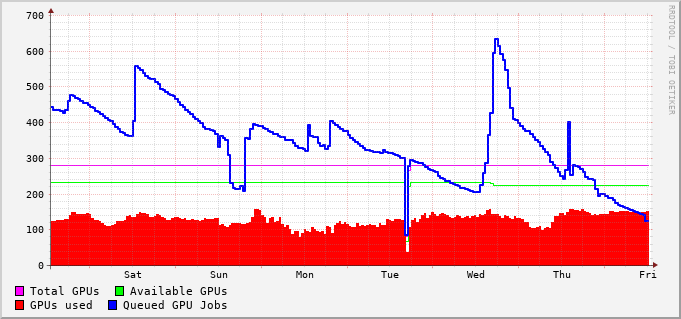 700
600
500
400
300
200
100
0
Sat Sun Mon Tue Wed Thu Fri
Total GPUs Available GPUs
GPUs used Queued GPU Jobs
RRDTOOL / TOBI OETIKER